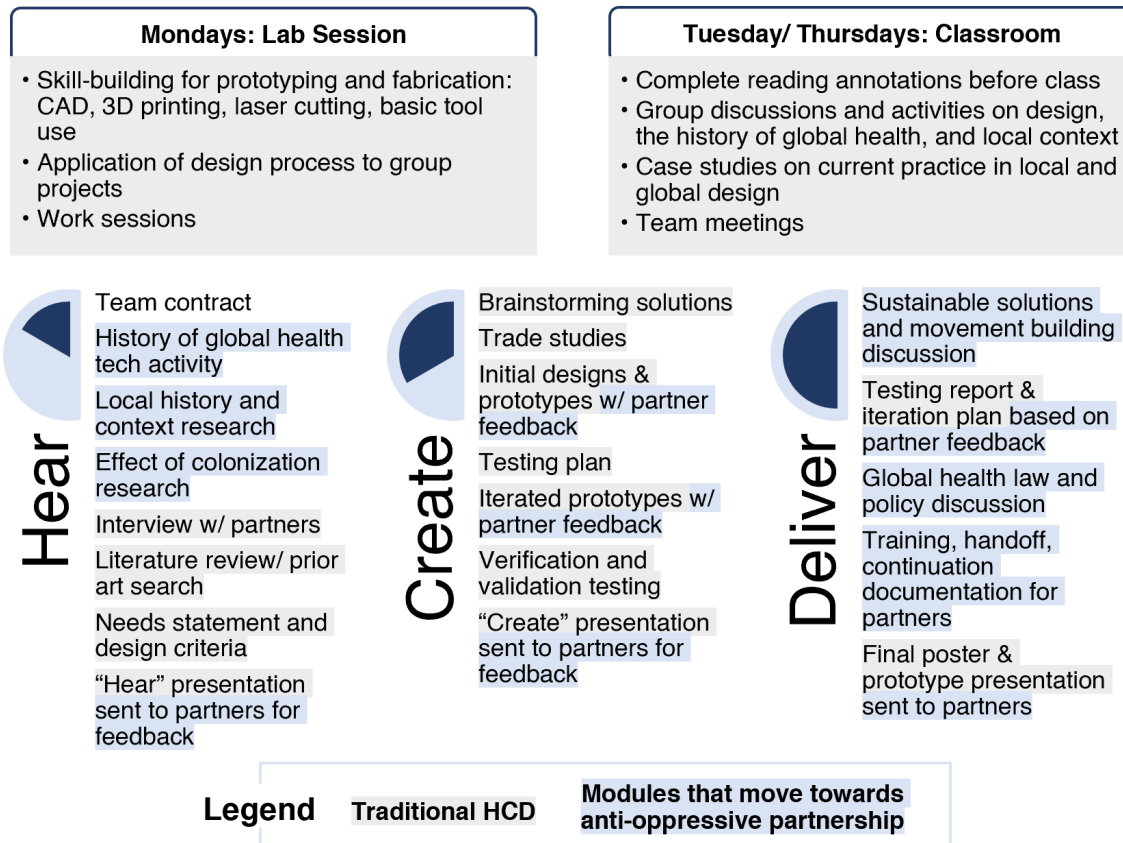 Mondays: Lab Session
• Skill-building for prototyping and fabrication:
CAD, 3D printing, laser cutting, basic tool
use
• Application of design process to group
projects
• Work sessions
Tuesday/ Thursdays: Classroom
• Complete reading annotations before class
• Group discussions and activities on design,
the history of global health, and local context
• Case studies on current practice in local and
global design
• Team meetings
Hear
Team contract
History of global health
tech activity
Local history and
context research
Effect of colonization
research
Interview w/ partners
Literature review/ prior
art search
Needs statement and
design criteria
“Hear” presentation
sent to partners for
feedback
Create
Brainstorming solutions
Trade studies
Initial designs &
prototypes w/ partner
feedback
Testing plan
Iterated prototypes w/
partner feedback
Verification and
validation testing
“Create” presentation
sent to partners for
feedback
Deliver
Sustainable solutions
and movement building
discussion
Testing report &
iteration plan based on
partner feedback
Global health law and
policy discussion
Training, handoff,
continuation
documentation for
partners
Final poster &
prototype presentation
sent to partners
Legend
Traditional HCD
Modules that move towards
anti-oppressive partnership